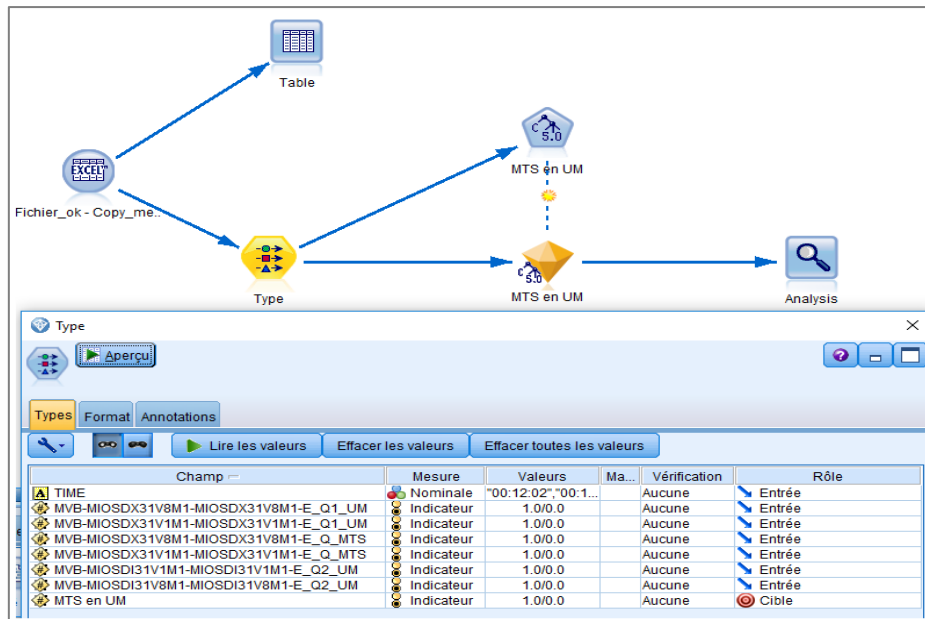 Table
EXCEL™
Fichier_ok - Copy_me..
C 5.0
MTS en UM
Type
C 5.0
MTS en UM
Analysis
Type
Aperçu
Types Format Annotations
Lire les valeurs Effacer les valeurs Effacer toutes les valeurs
Champ Mesure Valeurs Ma... Vérification Rôle
A TIME Nominale "00:12:02","00:1... Aucune Entrée
MVB-MIOSDX31V8M1-MIOSDX31V8M1-E_Q1_UM Indicateur 1.0/0.0 Aucune Entrée
MVB-MIOSDX31V1M1-MIOSDX31V1M1-E_Q1_UM Indicateur 1.0/0.0 Aucune Entrée
MVB-MIOSDX31V8M1-MIOSDX31V8M1-E_Q_MTS Indicateur 1.0/0.0 Aucune Entrée
MVB-MIOSDX31V1M1-MIOSDX31V1M1-E_Q_MTS Indicateur 1.0/0.0 Aucune Entrée
MVB-MIOSDI31V1M1-MIOSDI31V1M1-E_Q2_UM Indicateur 1.0/0.0 Aucune Entrée
MVB-MIOSDI31V8M1-MIOSDI31V8M1-E_Q2_UM Indicateur 1.0/0.0 Aucune Entrée
MTS en UM Indicateur 1.0/0.0 Aucune Cible